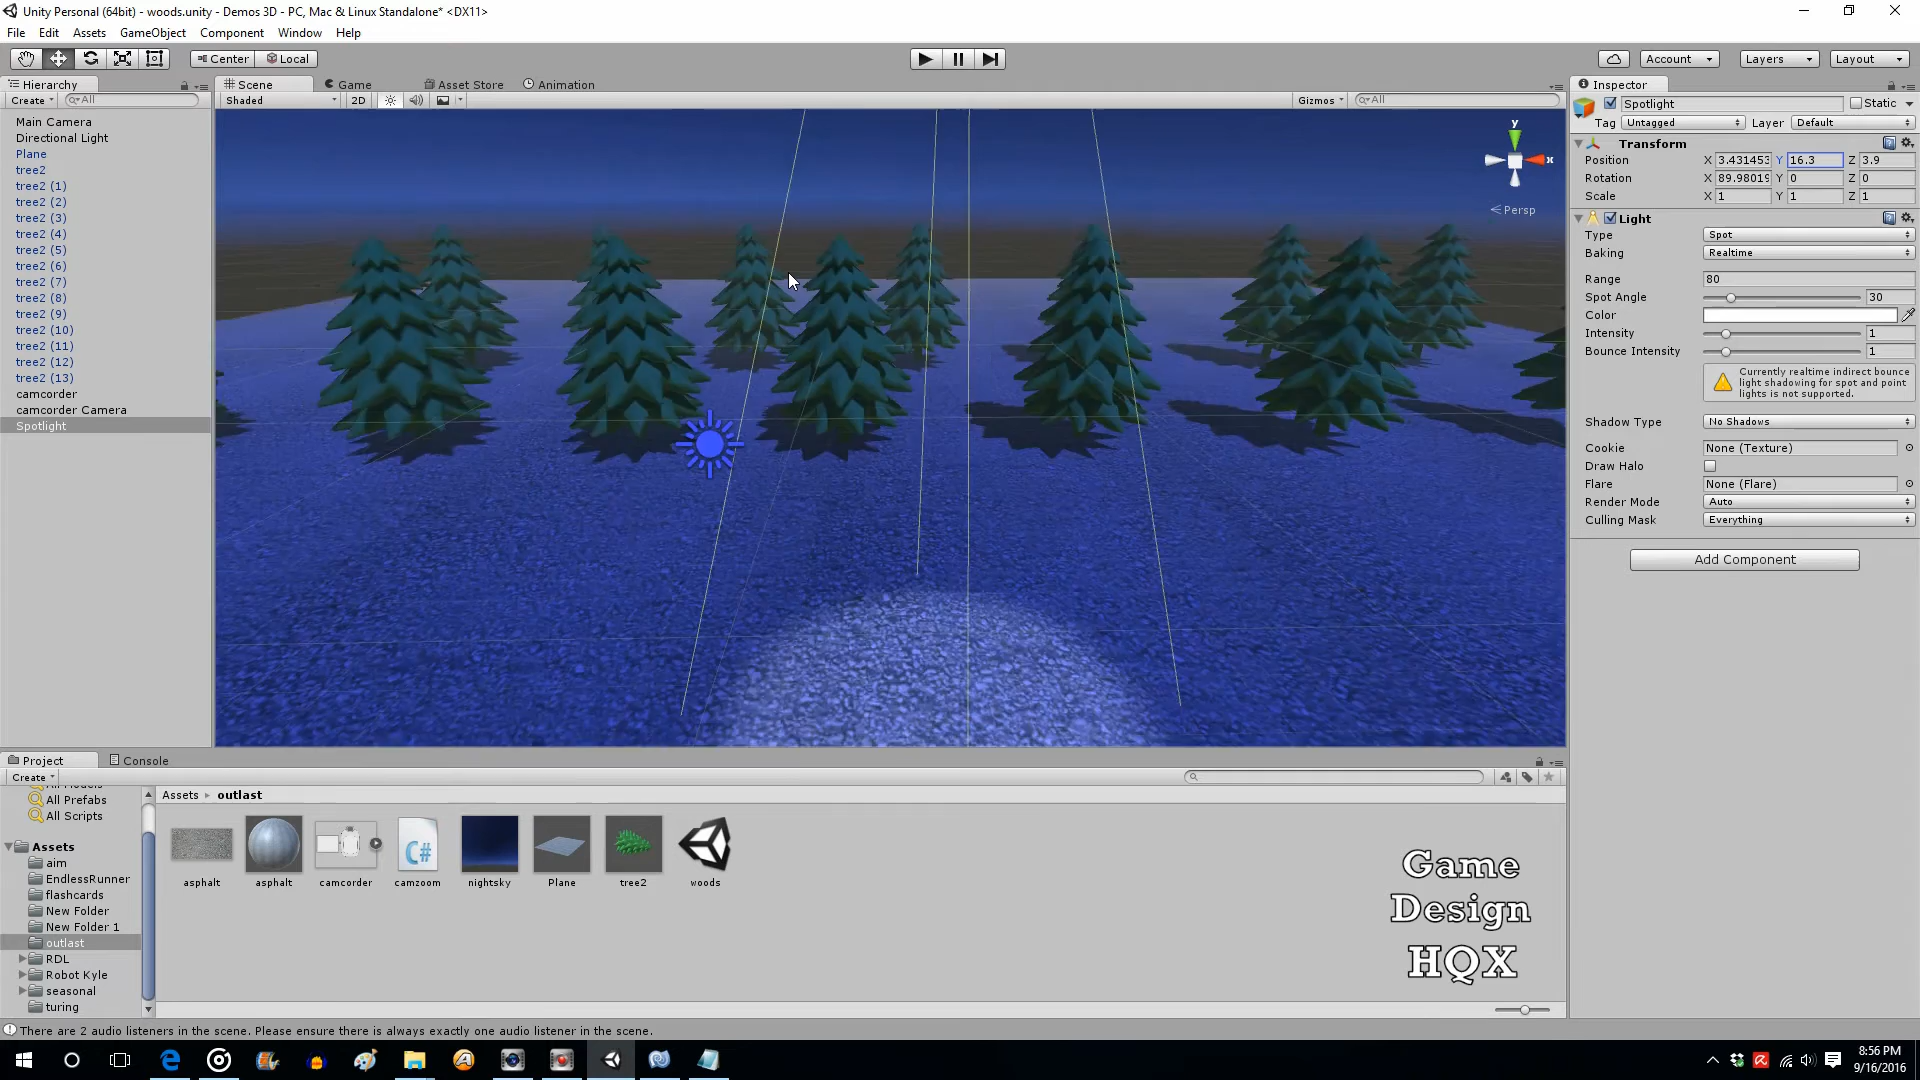 Unity Personal (64bit) - woods.unity - Demos 3D - PC, Mac & Linux Standalone* <DX11>
File Edit Assets GameObject Component Window Help
Center Local
Account Layers Layout
Hierarchy
Create All
Main Camera
Directional Light
Plane
tree2
tree2 (1)
tree2 (2)
tree2 (3)
tree2 (4)
tree2 (5)
tree2 (6)
tree2 (7)
tree2 (8)
tree2 (9)
tree2 (10)
tree2 (11)
tree2 (12)
tree2 (13)
camcorder
camcorder Camera
Spotlight
Scene Game Asset Store Animation
Shaded 2D Gizmos All
y
x
Persp
Inspector
Spotlight Static
Tag Untagged Layer Default
Transform
Position X 3.431453 Y 16.3 Z 3.9
Rotation X 89.98019 Y 0 Z 0
Scale X 1 Y 1 Z 1
Light
Type Spot
Baking Realtime
Range 80
Spot Angle 30
Color
Intensity 1
Bounce Intensity 1
Currently realtime indirect bounce
light shadowing for spot and point
lights is not supported.
Shadow Type No Shadows
Cookie None (Texture)
Draw Halo
Flare None (Flare)
Render Mode Auto
Culling Mask Everything
Add Component
Project Console
Create
All Models
All Prefabs
All Scripts
Assets
aim
EndlessRunner
flashcards
New Folder
New Folder 1
outlast
RDL
Robot Kyle
seasonal
turing
Assets outlast
C#
asphalt asphalt camcorder camzoom nightsky Plane tree2 woods
Game
Design
HQX
There are 2 audio listeners in the scene. Please ensure there is always exactly one audio listener in the scene.
8:56 PM
9/16/2016